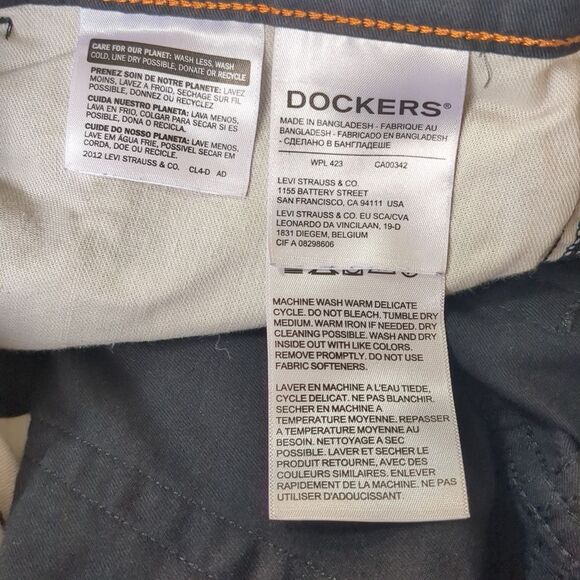 CARE FOR OUR PLANET: WASH LESS, WASH
COLD, LINE DRY POSSIBLE, DONATE OR RECYCLE
PRENEZ SOIN DE NOTRE PLANETE: LAVEZ
MOINS, LAVEZ A FROID, SECHAGE SUR FIL
POSSIBLE, DONNEZ OU RECYCLEZ
CUIDA NUESTRO PLANETA: LAVA MENOS,
LAVA EN FRIO, COLGAR PARA SECAR SI ES
POSIBLE, DONA O RECICLA.
CUIDE DO NOSSO PLANETA: LAVE MENOS,
LAVE EM ÁGUA FRIE, POSSIVEL SECAR EM
CORDA, DOE OU RECICLE.
2012 LEVI STRAUSS & CO. CL4-D AD
DOCKERS®
MADE IN BANGLADESH - FABRIQUE AU
BANGLADESH - FABRICADO EN BANGLADESH
- СДЕЛАНО В БАНГЛАДЕШЕ
WPL 423 CA00342
LEVI STRAUSS & CO.
1155 BATTERY STREET
SAN FRANCISCO, CA 94111 USA
LEVI STRAUSS & CO. EU SCA/CVA
LEONARDO DA VINCILAAN, 19-D
1831 DIEGEM, BELGIUM
CIF A 08298606
MACHINE WASH WARM DELICATE
CYCLE. DO NOT BLEACH. TUMBLE DRY
MEDIUM. WARM IRON IF NEEDED. DRY
CLEANING POSSIBLE. WASH AND DRY
INSIDE OUT WITH LIKE COLORS.
REMOVE PROMPTLY. DO NOT USE
FABRIC SOFTENERS.
LAVER EN MACHINE A L'EAU TIEDE,
CYCLE DELICAT. NE PAS BLANCHIR.
SECHER EN MACHINE A
TEMPERATURE MOYENNE. REPASSER
A TEMPERATURE MOYENNE AU
BESOIN. NETTOYAGE A SEC
POSSIBLE. LAVER ET SECHER LE
PRODUIT RETOURNE, AVEC DES
COULEURS SIMILAIRES. ENLEVER
RAPIDEMENT DE LA MACHINE. NE PAS
UTILISER D'ADOUCISSANT.